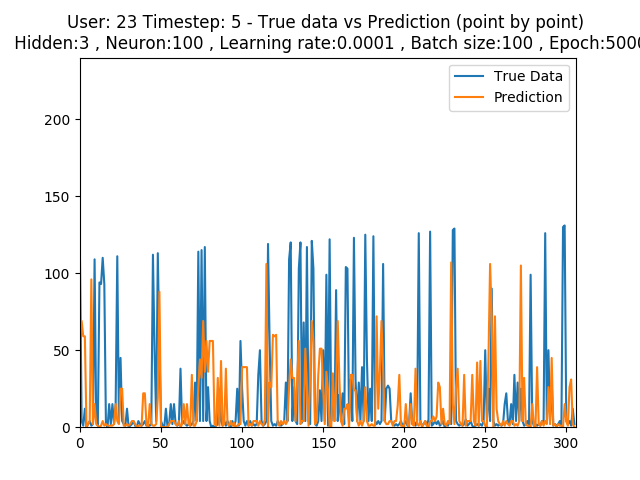 User: 23 Timestep: 5 - True data vs Prediction (point by point)
Hidden:3 , Neuron:100 , Learning rate:0.0001 , Batch size:100 , Epoch:5000
True Data
Prediction
200
150
100
50
0
0 50 100 150 200 250 300